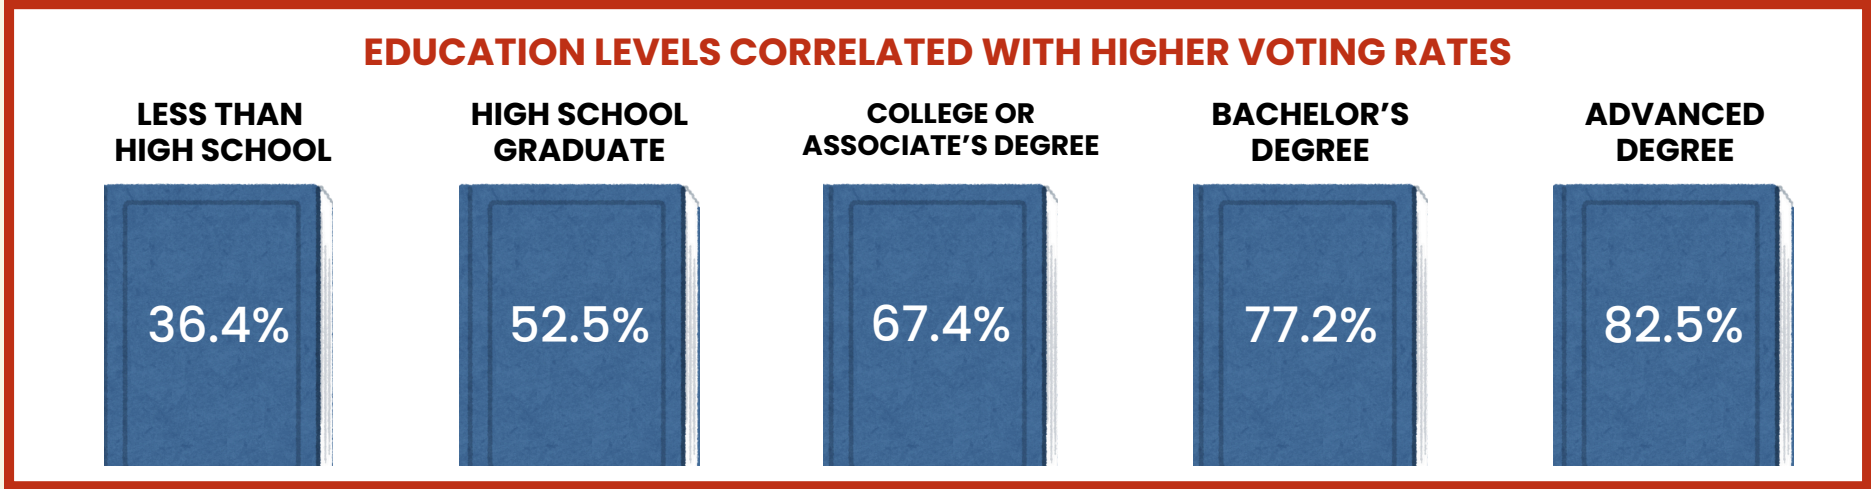 EDUCATION LEVELS CORRELATED WITH HIGHER VOTING RATES
LESS THAN
HIGH SCHOOL
36.4%
HIGH SCHOOL
GRADUATE
52.5%
COLLEGE OR
ASSOCIATE’S DEGREE
67.4%
BACHELOR’S
DEGREE
77.2%
ADVANCED
DEGREE
82.5%